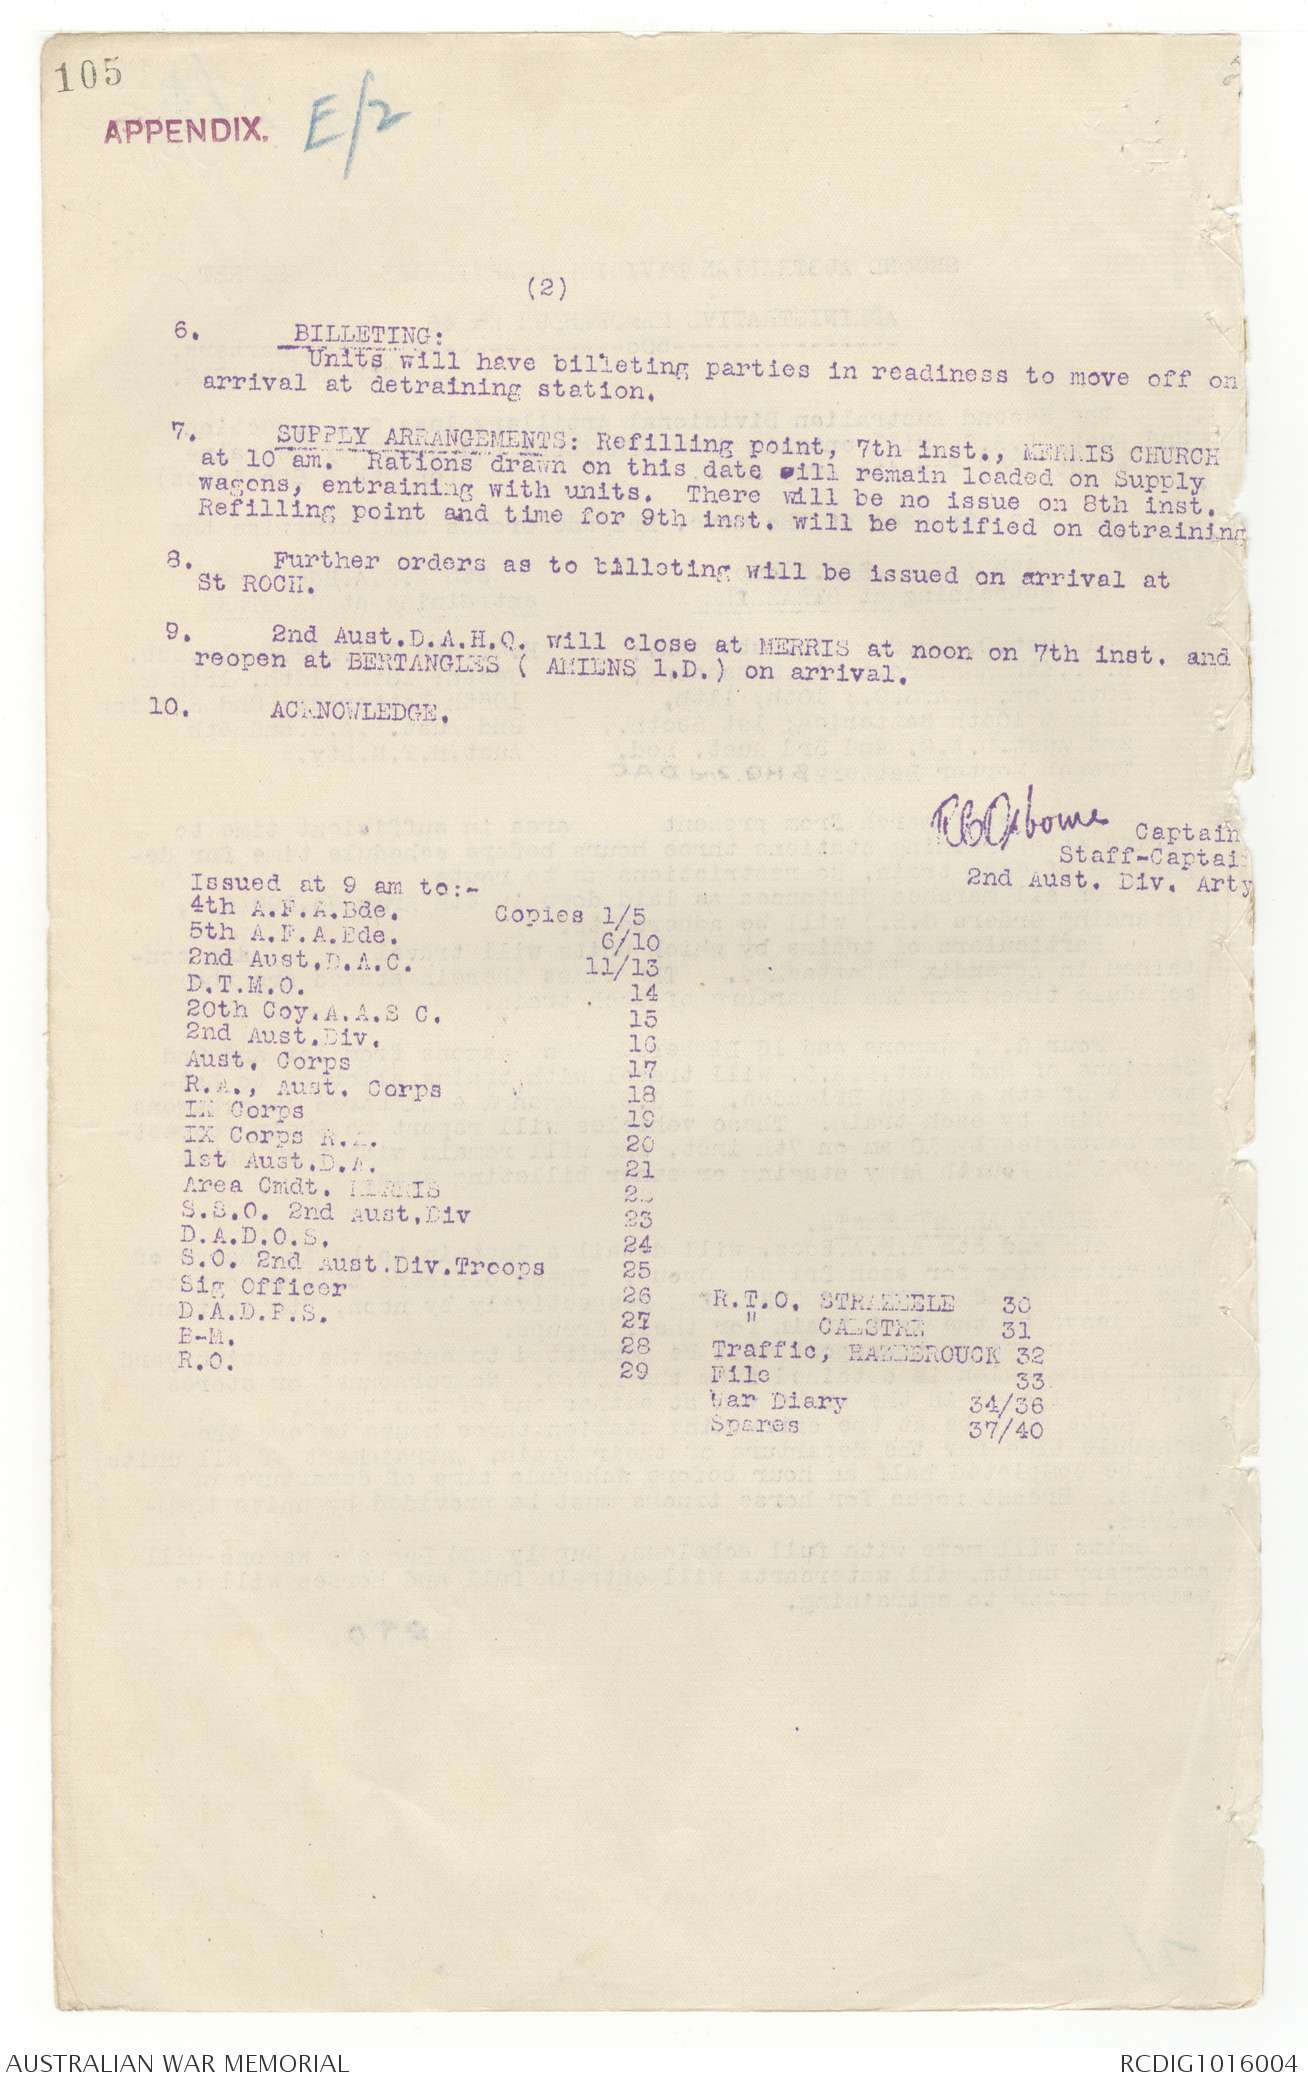 105
APPENDIX. E/2
(2)
6. BILLETING:
Units will have billeting parties in readiness to move off on
arrival at detraining station.
7. SUPPLY ARRANGEMENTS: Refilling point, 7th inst., MERRIS CHURCH
at 10 am. Rations drawn on this date will remain loaded on Supply
wagons, entraining with units. There will be no issue on 8th inst.
Refilling point and time for 9th inst. will be notified on detraining
8. Further orders as to billeting will be issued on arrival at
St ROCH.
9. 2nd Aust.D.A.H.Q. will close at MERRIS at noon on 7th inst. and
reopen at BERTANGLES ( AMIENS 1.D.) on arrival.
10. ACKNOWLEDGE.
Osborne Captain
Staff-Captai
2nd Aust. Div. Arty
Issued at 9 am to:-
4th A.F.A.Bde. Copies 1/5
5th A.F.A.Bde. 6/10
2nd Aust.D.A.C. 11/13
D.T.M.O. 14
20th Coy.A.A.S C. 15
2nd Aust.Div. 16
Aust. Corps 17
R.A., Aust. Corps 18
IX Corps 19
IX Corps R.A. 20
1st Aust.D.A. 21
Area Cmdt. MERRIS 22
S.S.O. 2nd Aust.Div 23
D.A.D.O.S. 24
S.O. 2nd Aust.Div.Troops 25
Sig Officer 26
D.A.D.P.S. 27
B-M. 28
R.O. 29
R.T.O. STRAZEELE 30
" CAESTRE 31
Traffic, HAZEBROUCK 32
File 33
War Diary 34/36
Spares 37/40
AUSTRALIAN WAR MEMORIAL RCDIG1016004